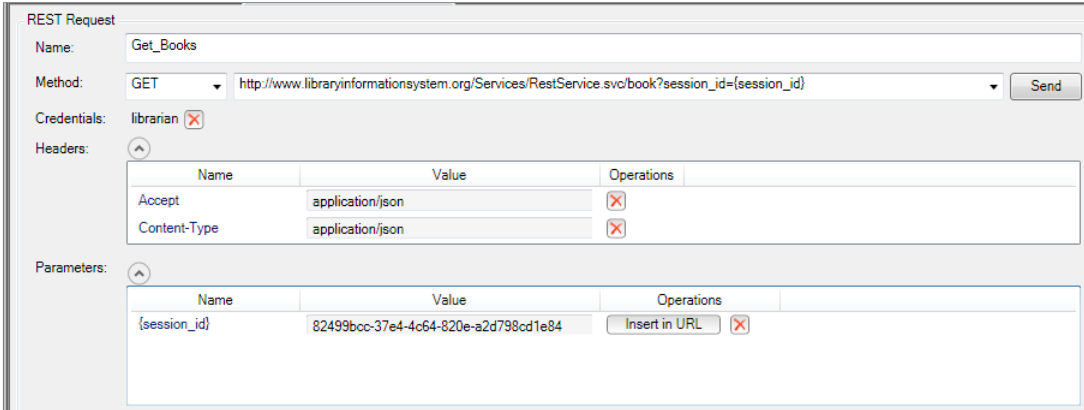 REST Request
Name: Get_Books
Method: GET http://www.libraryinformationsystem.org/Services/RestService.svc/book?session_id={session_id} Send
Credentials: librarian
Headers:
Name Value Operations
Accept application/json
Content-Type application/json
Parameters:
Name Value Operations
{session_id} 82499bcc-37e4-4c64-820e-a2d798cd1e84 Insert in URL